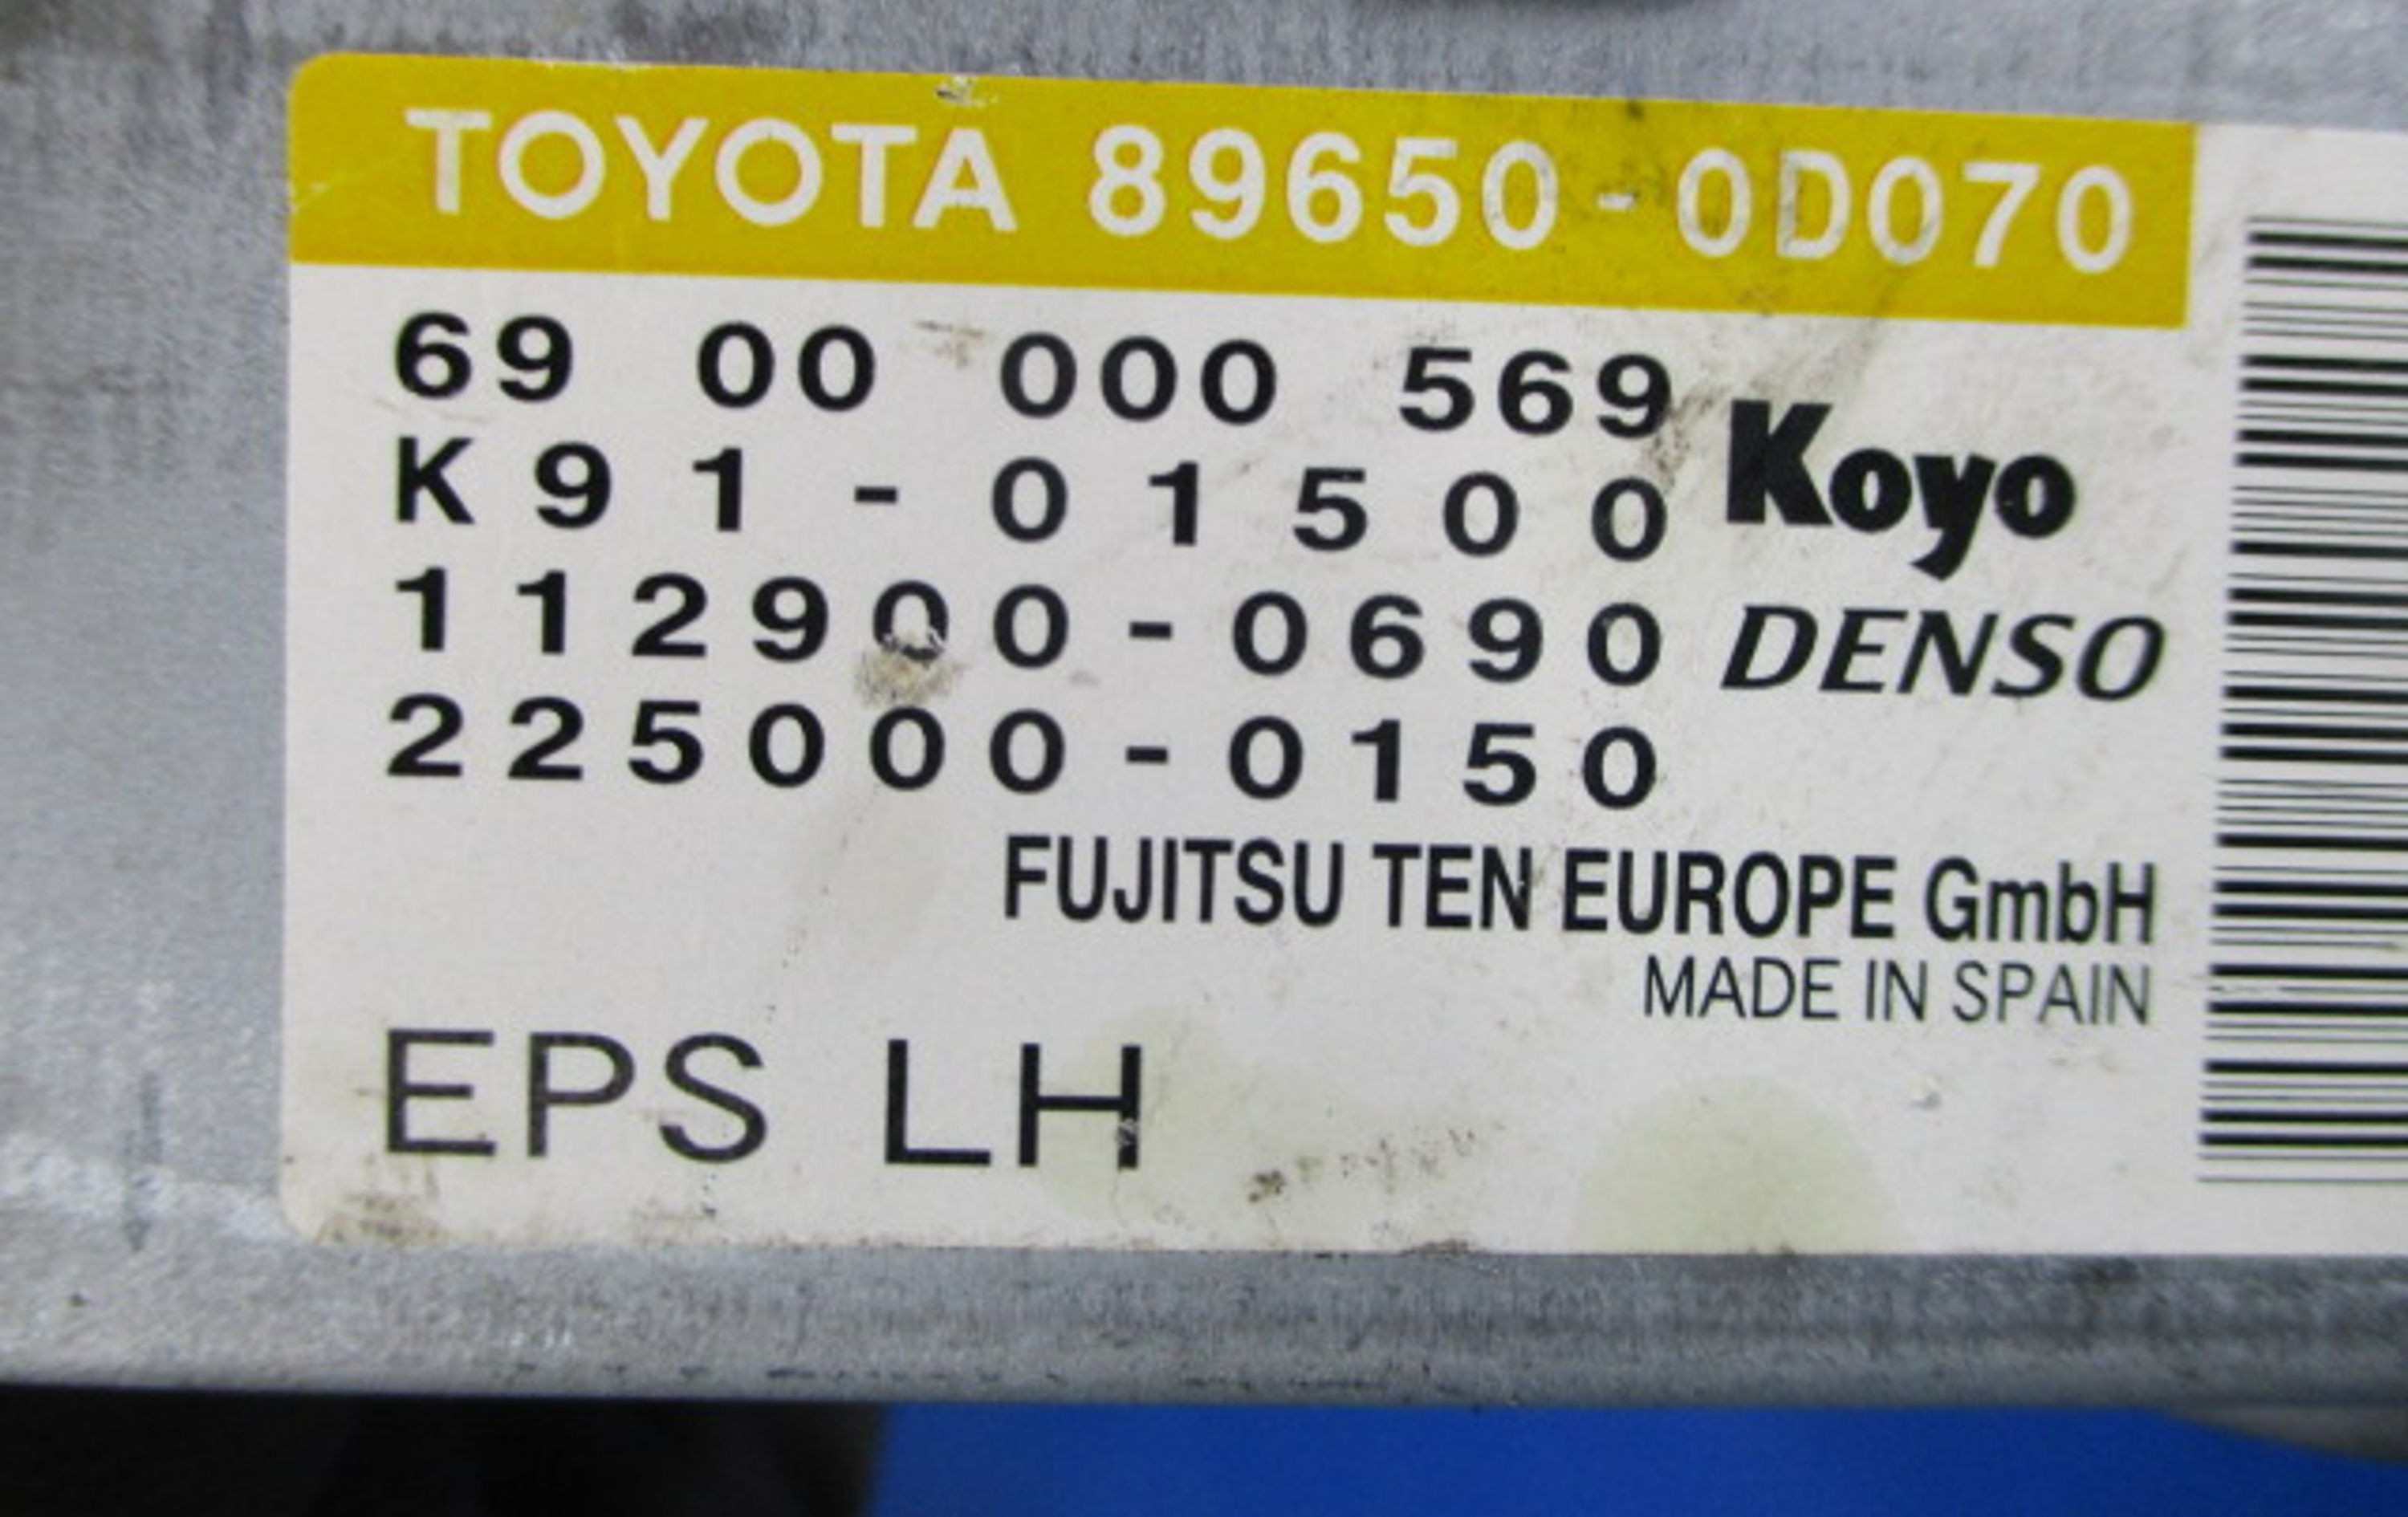 TOYOTA 89650-0D070
69 00 000 569
K91-01500 Koyo
112900-0690 DENSO
225000-0150
FUJITSU TEN EUROPE GmbH
MADE IN SPAIN
EPS LH